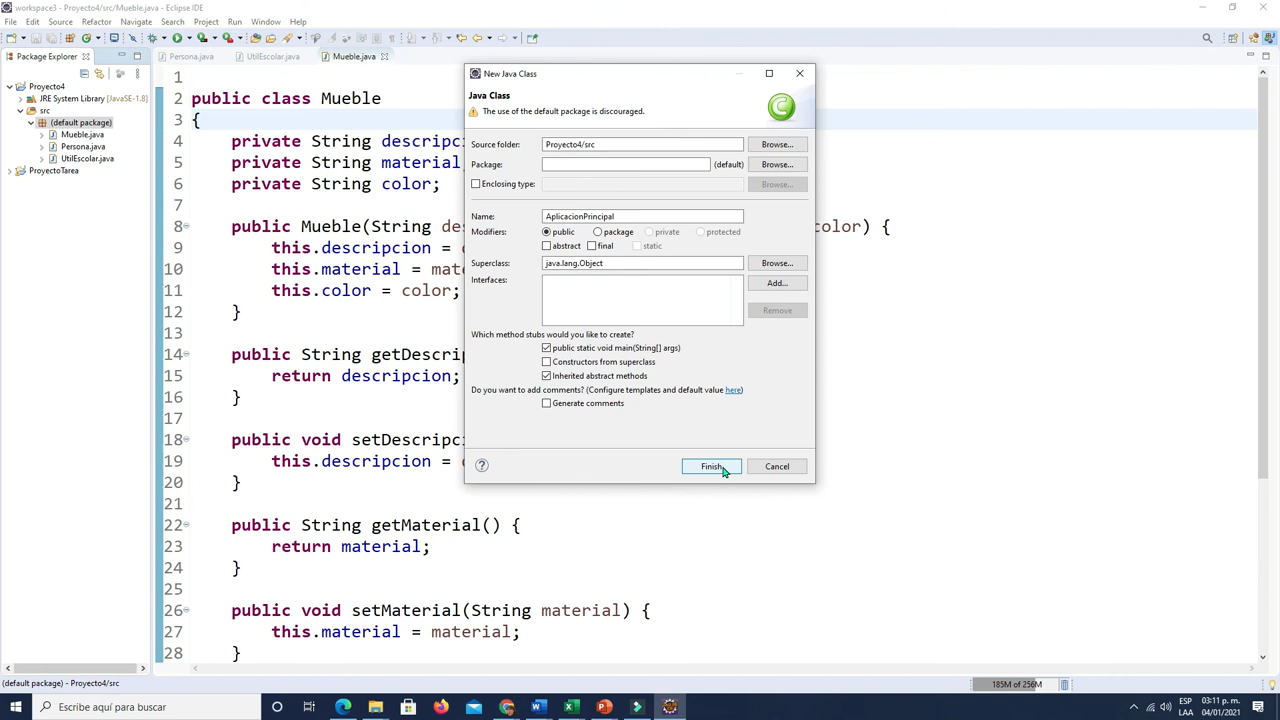 workspace3 - Proyecto4/src/Mueble.java - Eclipse IDE
File Edit Source Refactor Navigate Search Project Run Window Help
Package Explorer
Persona.java UtilEscolar.java Mueble.java
Proyecto4
JRE System Library [JavaSE-1.8]
src
(default package)
Mueble.java
Persona.java
UtilEscolar.java
ProyectoTarea
1
2 public class Mueble
3 {
4 private String descripci
5 private String material
6 private String color;
7
8 public Mueble(String des color) {
9 this.descripcion =
10 this.material = mate
11 this.color = color;
12 }
13
14 public String getDescrip
15 return descripcion;
16 }
17
18 public void setDescripc
19 this.descripcion =
20 }
21
22 public String getMaterial() {
23 return material;
24 }
25
26 public void setMaterial(String material) {
27 this.material = material;
28 }
New Java Class
Java Class
The use of the default package is discouraged.
Source folder: Proyecto4/src Browse...
Package: (default) Browse...
Enclosing type: Browse...
Name: AplicacionPrincipal
Modifiers: public package private protected
abstract final static
Superclass: java.lang.Object Browse...
Interfaces: Add...
Remove
Which method stubs would you like to create?
public static void main(String[] args)
Constructors from superclass
Inherited abstract methods
Do you want to add comments? (Configure templates and default value here)
Generate comments
? Finish Cancel
(default package) - Proyecto4/src
185M of 256M
Escribe aquí para buscar
ESP 03:11 p. m.
LAA 04/01/2021